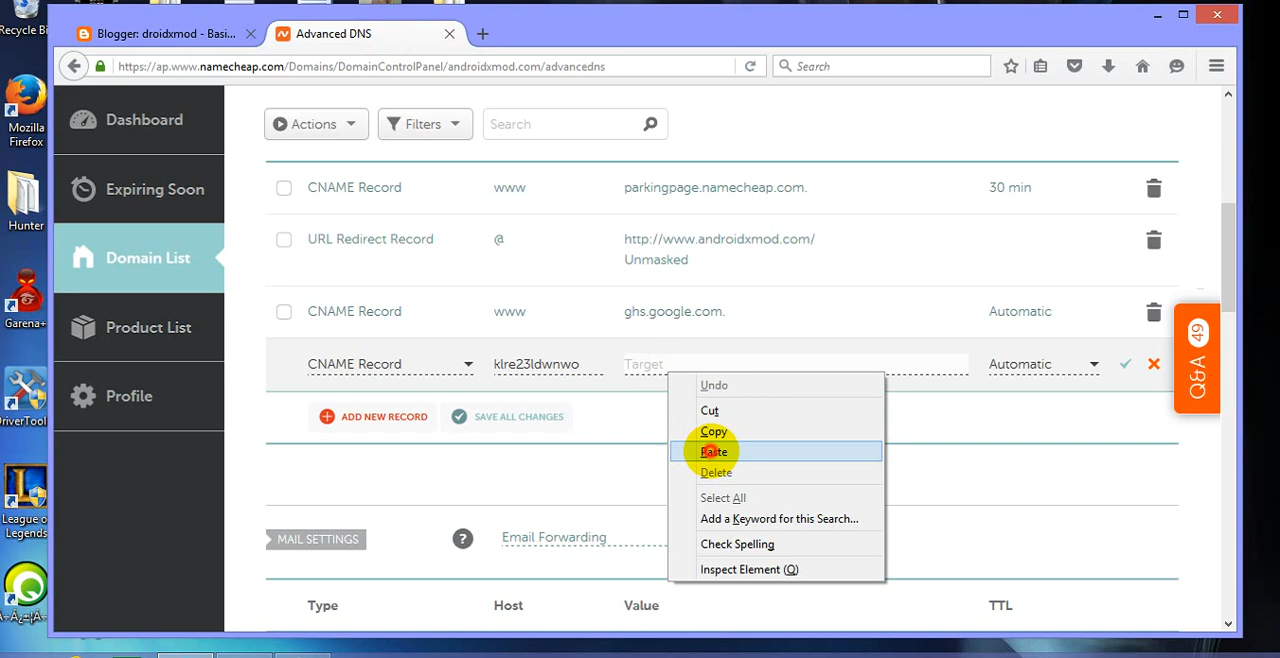 Recycle Bi
Mozilla
Firefox
Hunter
Garena+
DriverTool
League o
Legends
Blogger: droidxmod - Basi...
Advanced DNS
https://ap.www.namecheap.com/Domains/DomainControlPanel/androidxmod.com/advancedns
Search
Dashboard
Expiring Soon
Domain List
Product List
Profile
Actions
Filters
Search
CNAME Record www parkingpage.namecheap.com. 30 min
URL Redirect Record @ http://www.androidxmod.com/
Unmasked
CNAME Record www ghs.google.com. Automatic
CNAME Record klre23ldwnwo Target Automatic
ADD NEW RECORD SAVE ALL CHANGES
Undo
Cut
Copy
Paste
Delete
Select All
Add a Keyword for this Search...
Check Spelling
Inspect Element (Q)
Q&A 49
MAIL SETTINGS ? Email Forwarding
Type Host Value TTL